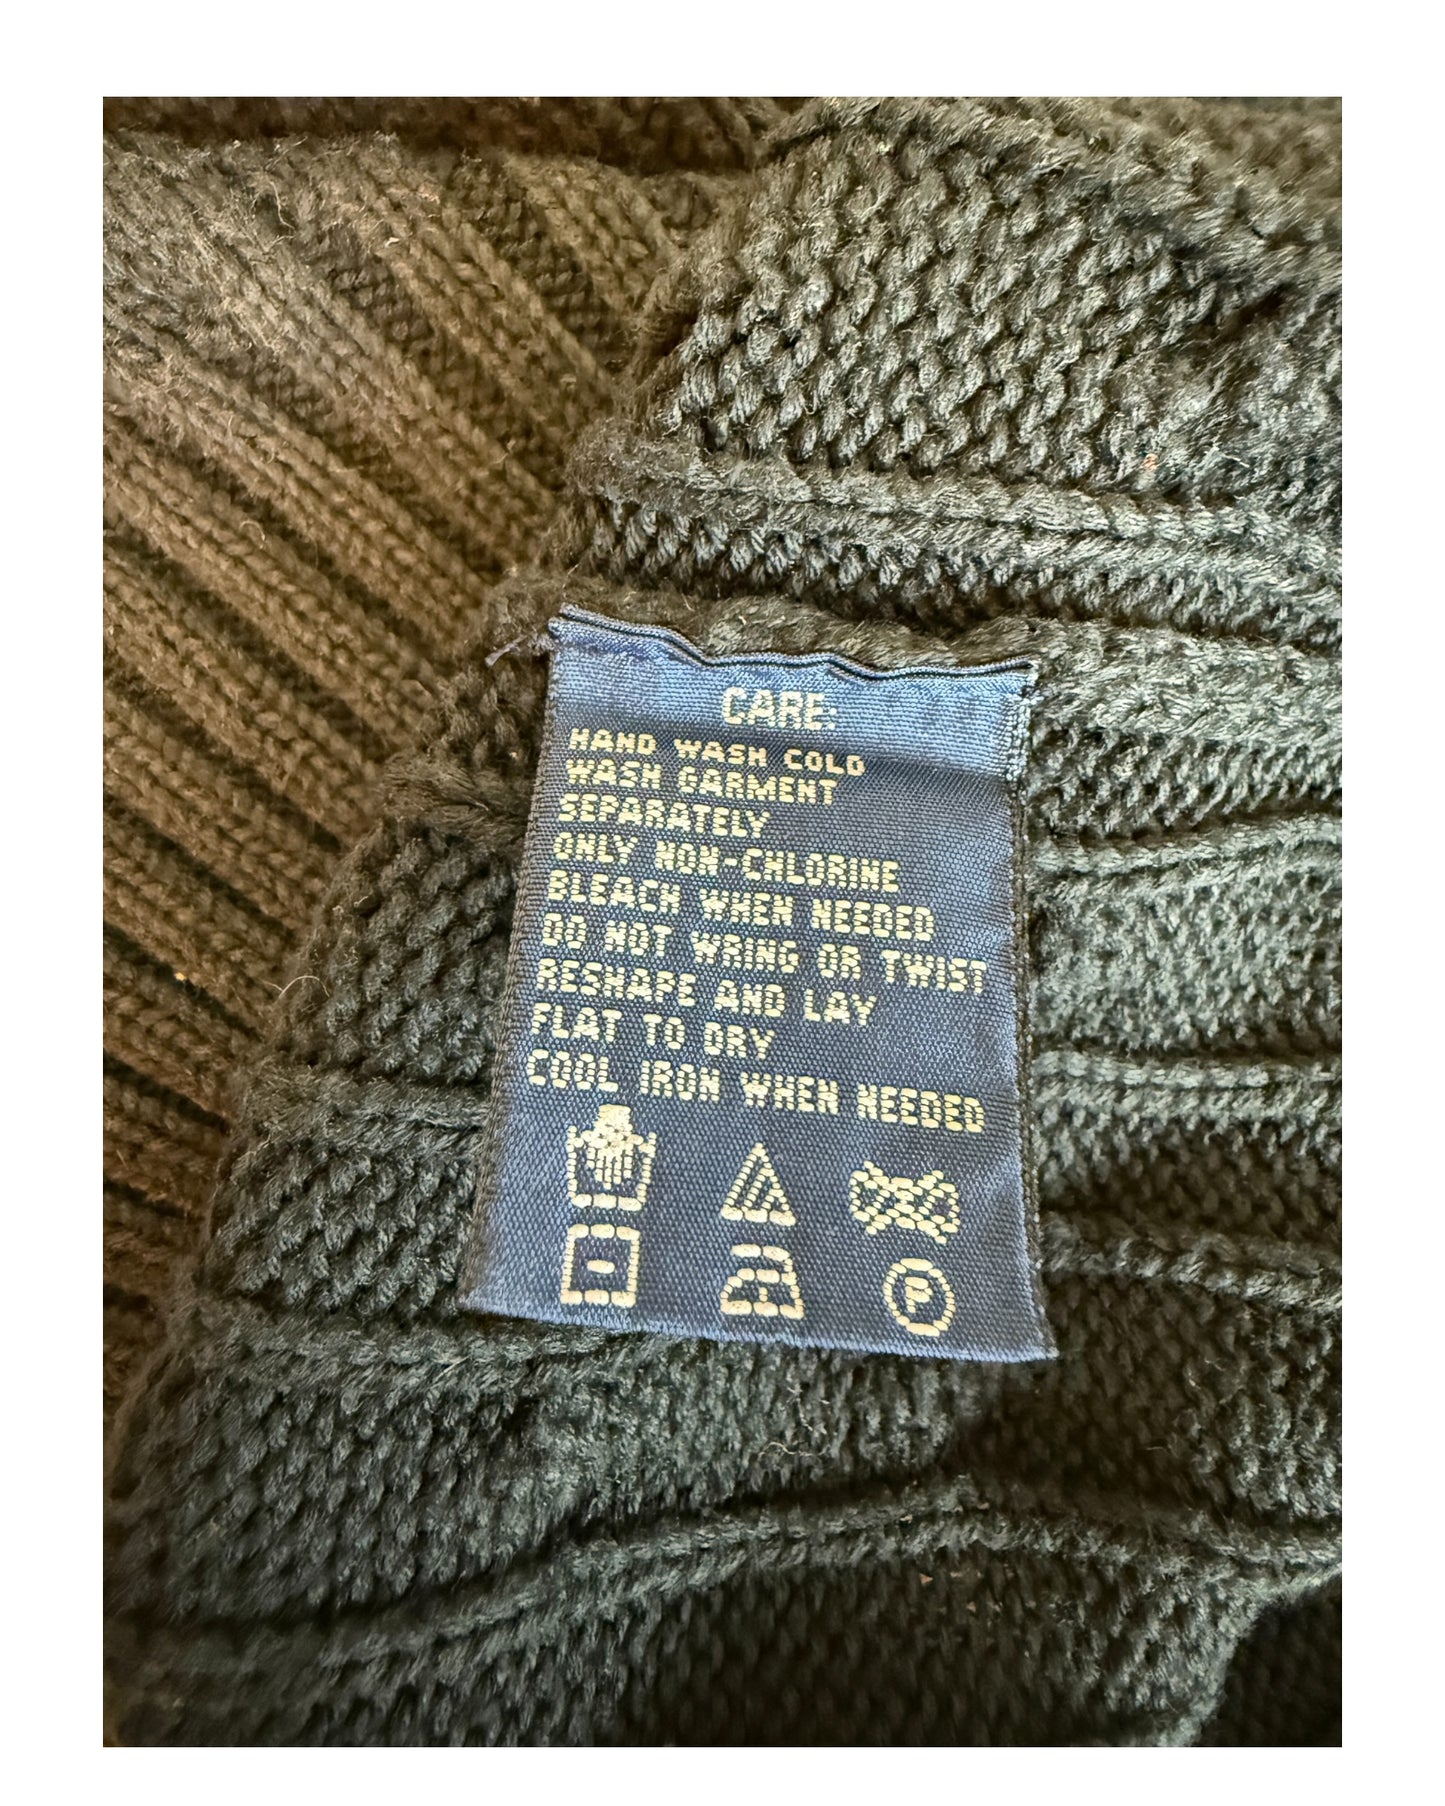 CARE:
HAND WASH COLD
WASH GARMENT
SEPARATELY
ONLY NON-CHLORINE
BLEACH WHEN NEEDED
DO NOT WRING OR TWIST
RESHAPE AND LAY
FLAT TO DRY
COOL IRON WHEN NEEDED
P